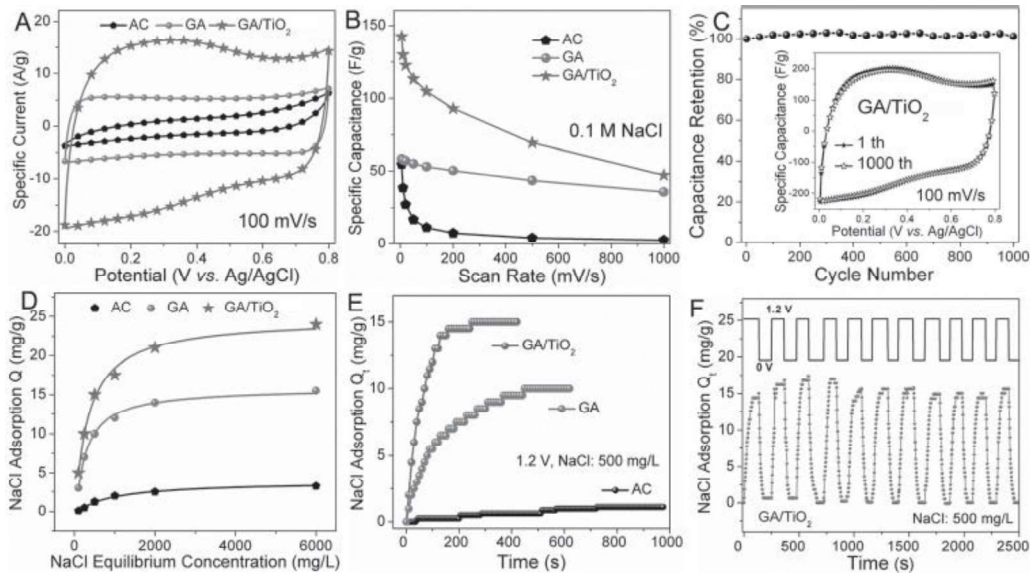 A
AC GA GA/TiO2
Specific Current (A/g)
20
10
0
-10
-20
100 mV/s
0.0 0.2 0.4 0.6 0.8
Potential (V vs. Ag/AgCl)
B
Specific Capacitance (F/g)
150
100
50
0
AC
GA
GA/TiO2
0.1 M NaCl
0 200 400 600 800 1000
Scan Rate (mV/s)
C
Capacitance Retention (%)
100
80
60
40
20
0
Specific Capacitance (F/g)
200
100
0
-100
-200
GA/TiO2
1 th
1000 th
100 mV/s
0.0 0.2 0.4 0.6 0.8
Potential (V vs. Ag/AgCl)
0 200 400 600 800 1000
Cycle Number
D
AC GA GA/TiO2
NaCl Adsorption Q (mg/g)
25
20
15
10
5
0
0 2000 4000 6000
NaCl Equilibrium Concentration (mg/L)
E
NaCl Adsorption Qt (mg/g)
15
10
5
0
GA/TiO2
GA
1.2 V, NaCl: 500 mg/L
AC
0 200 400 600 800 1000
Time (s)
F
NaCl Adsorption Qt (mg/g)
25
20
15
10
5
0
1.2 V
0 V
GA/TiO2
NaCl: 500 mg/L
0 500 1000 1500 2000 2500
Time (s)